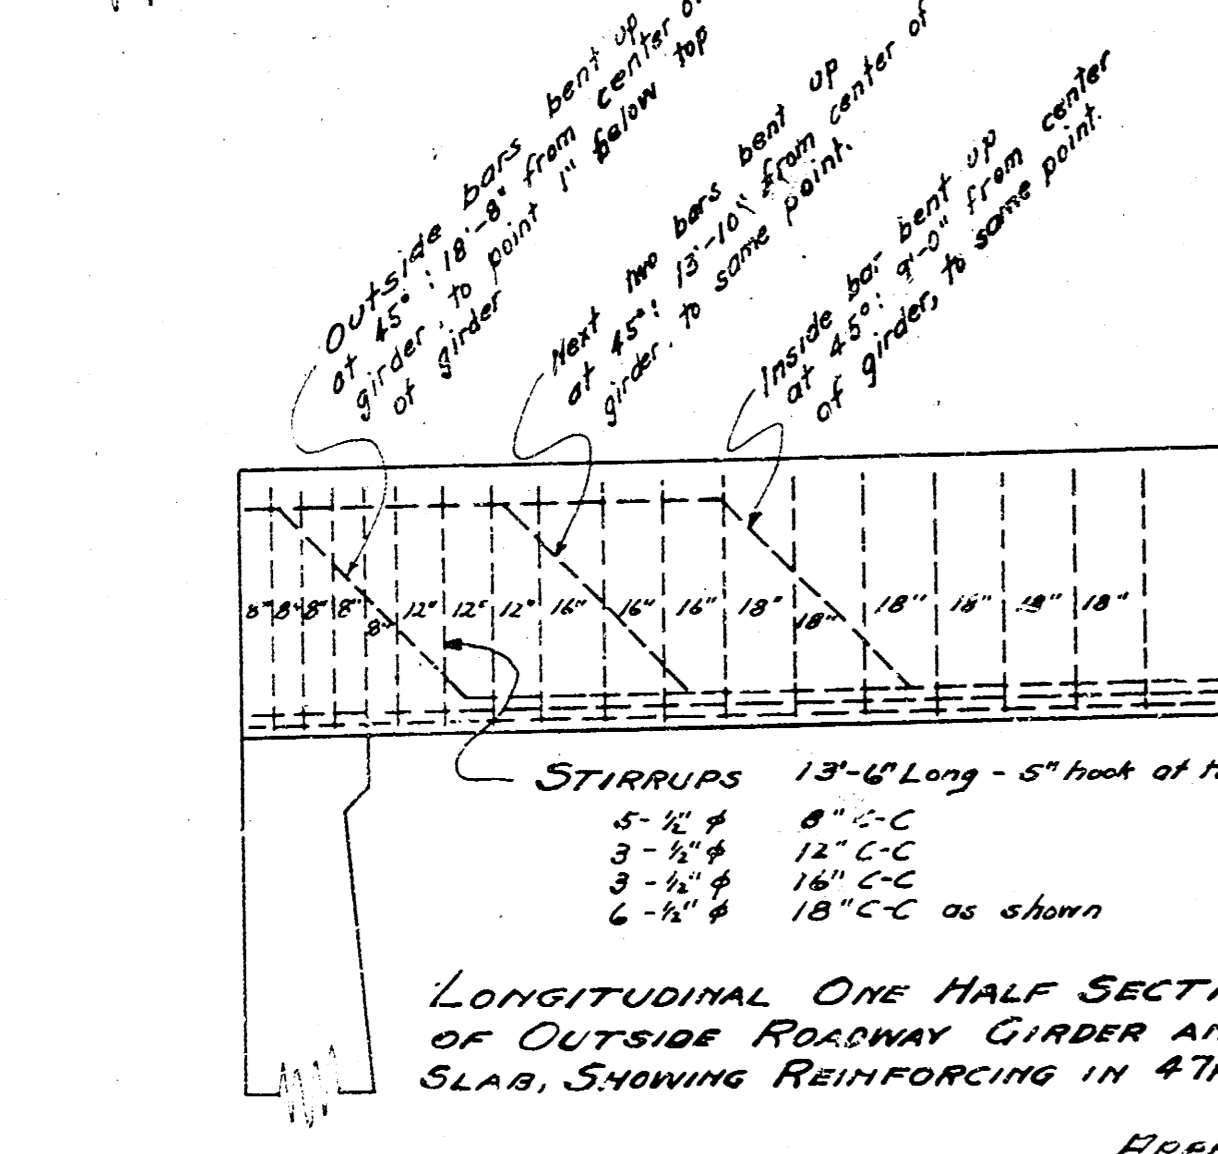 Outside bars bent up
at 45°: 18'-8" from center
girder, to point 1" below top
of girder
Next two bars bent up
at 45°: 13'-10" from center of
girder, to same point.
Inside bar bent up
at 45°: 9'-0" from center
of girder, to same point.
8" 8" 8" 8" 8" 12" 12" 12" 16" 16" 16" 18" 18" 18" 18" 18" 18"
STIRRUPS 13'-6" Long - 5" hook at
5 - ½" φ 8" C-C
3 - ½" φ 12" C-C
3 - ½" φ 16" C-C
6 - ½" φ 18" C-C as shown
LONGITUDINAL ONE HALF SECTI
OF OUTSIDE ROADWAY GIRDER AN
SLAB, SHOWING REINFORCING IN 47